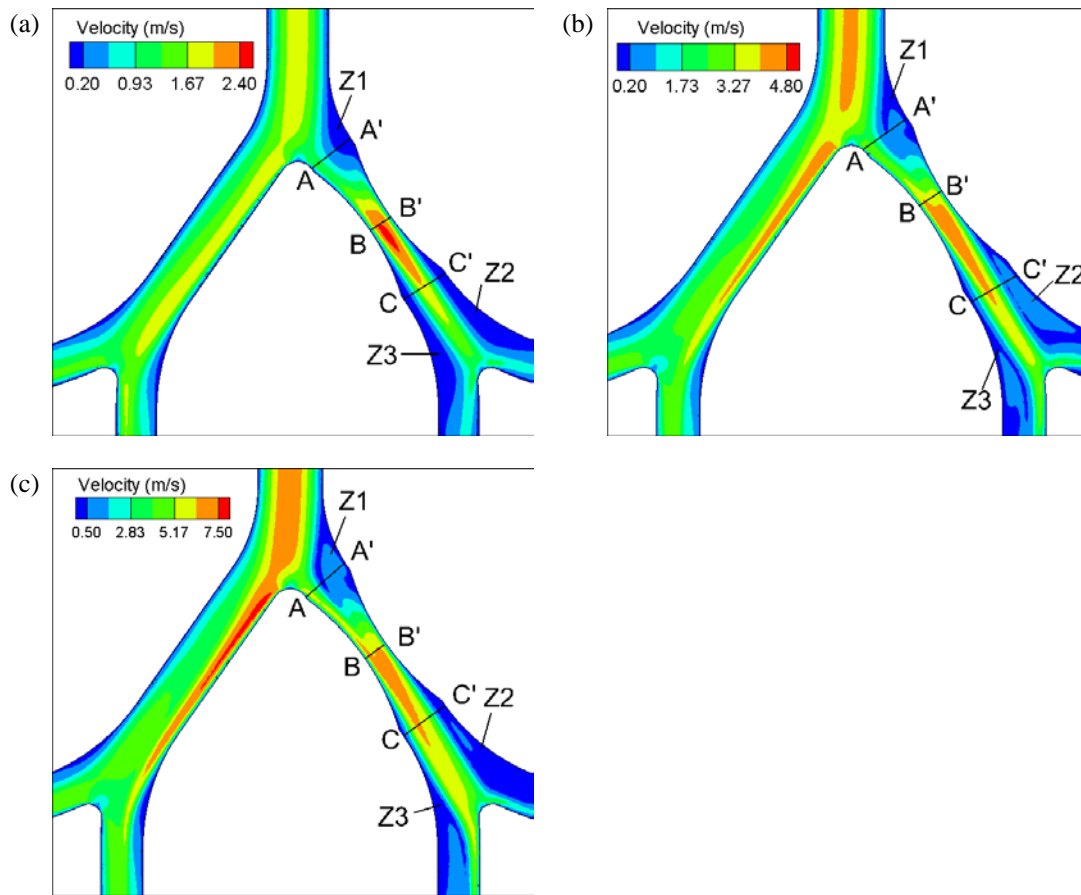 (a)
Velocity (m/s)
0.20 0.93 1.67 2.40
Z1
A'
A
B'
B
C'
C
Z2
Z3
(b)
Velocity (m/s)
0.20 1.73 3.27 4.80
Z1
A'
A
B'
B
C'
C
Z2
Z3
(c)
Velocity (m/s)
0.50 2.83 5.17 7.50
Z1
A'
A
B'
B
C'
Z2
C
Z3